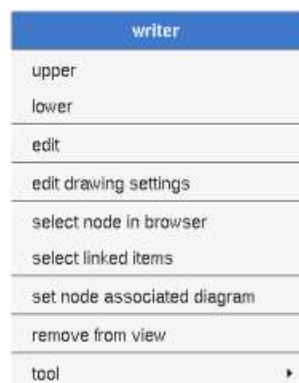 writer
upper
lower
edit
edit drawing settings
select node in browser
select linked items
set node associated diagram
remove from view
tool